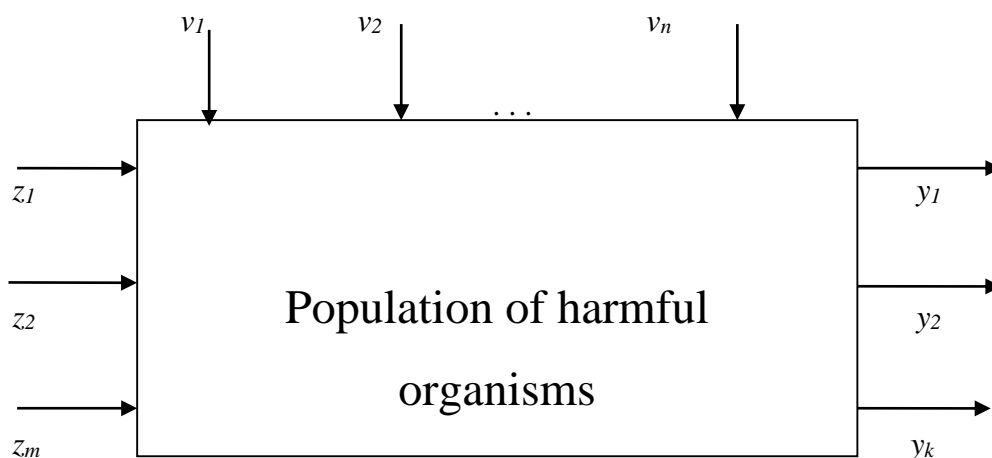 v1 v2 vn
. . .
z1 y1
Population of harmful
z2 y2
organisms
zm yk